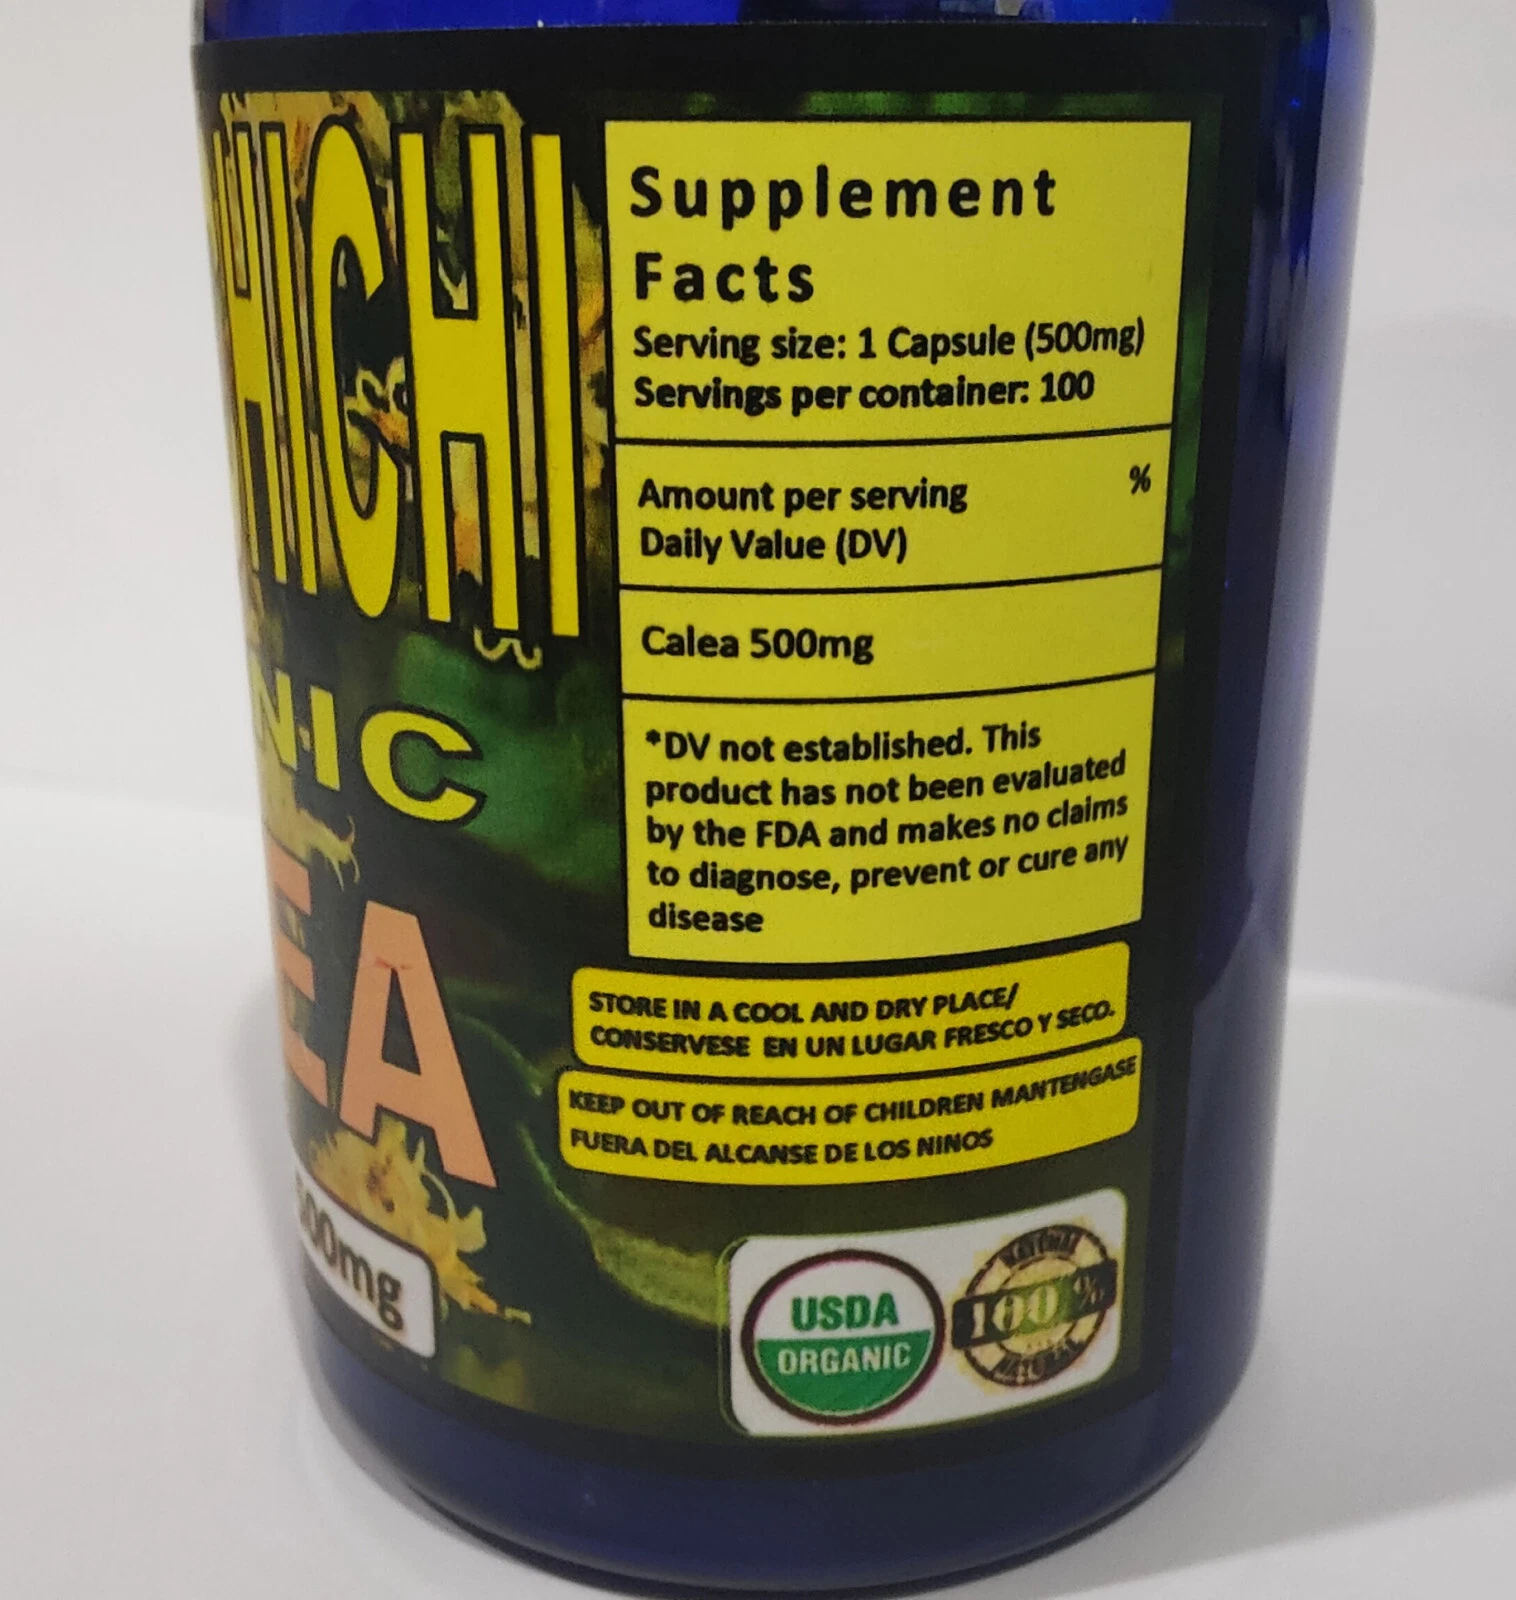 HICHI
NIC
EA
500mg
Supplement
Facts
Serving size: 1 Capsule (500mg)
Servings per container: 100
Amount per serving %
Daily Value (DV)
Calea 500mg
*DV not established. This
product has not been evaluated
by the FDA and makes no claims
to diagnose, prevent or cure any
disease
STORE IN A COOL AND DRY PLACE/
CONSERVESE EN UN LUGAR FRESCO Y SECO.
KEEP OUT OF REACH OF CHILDREN MANTENGASE
FUERA DEL ALCANSE DE LOS NINOS
USDA
ORGANIC
NATURAL
100%
NATURAL